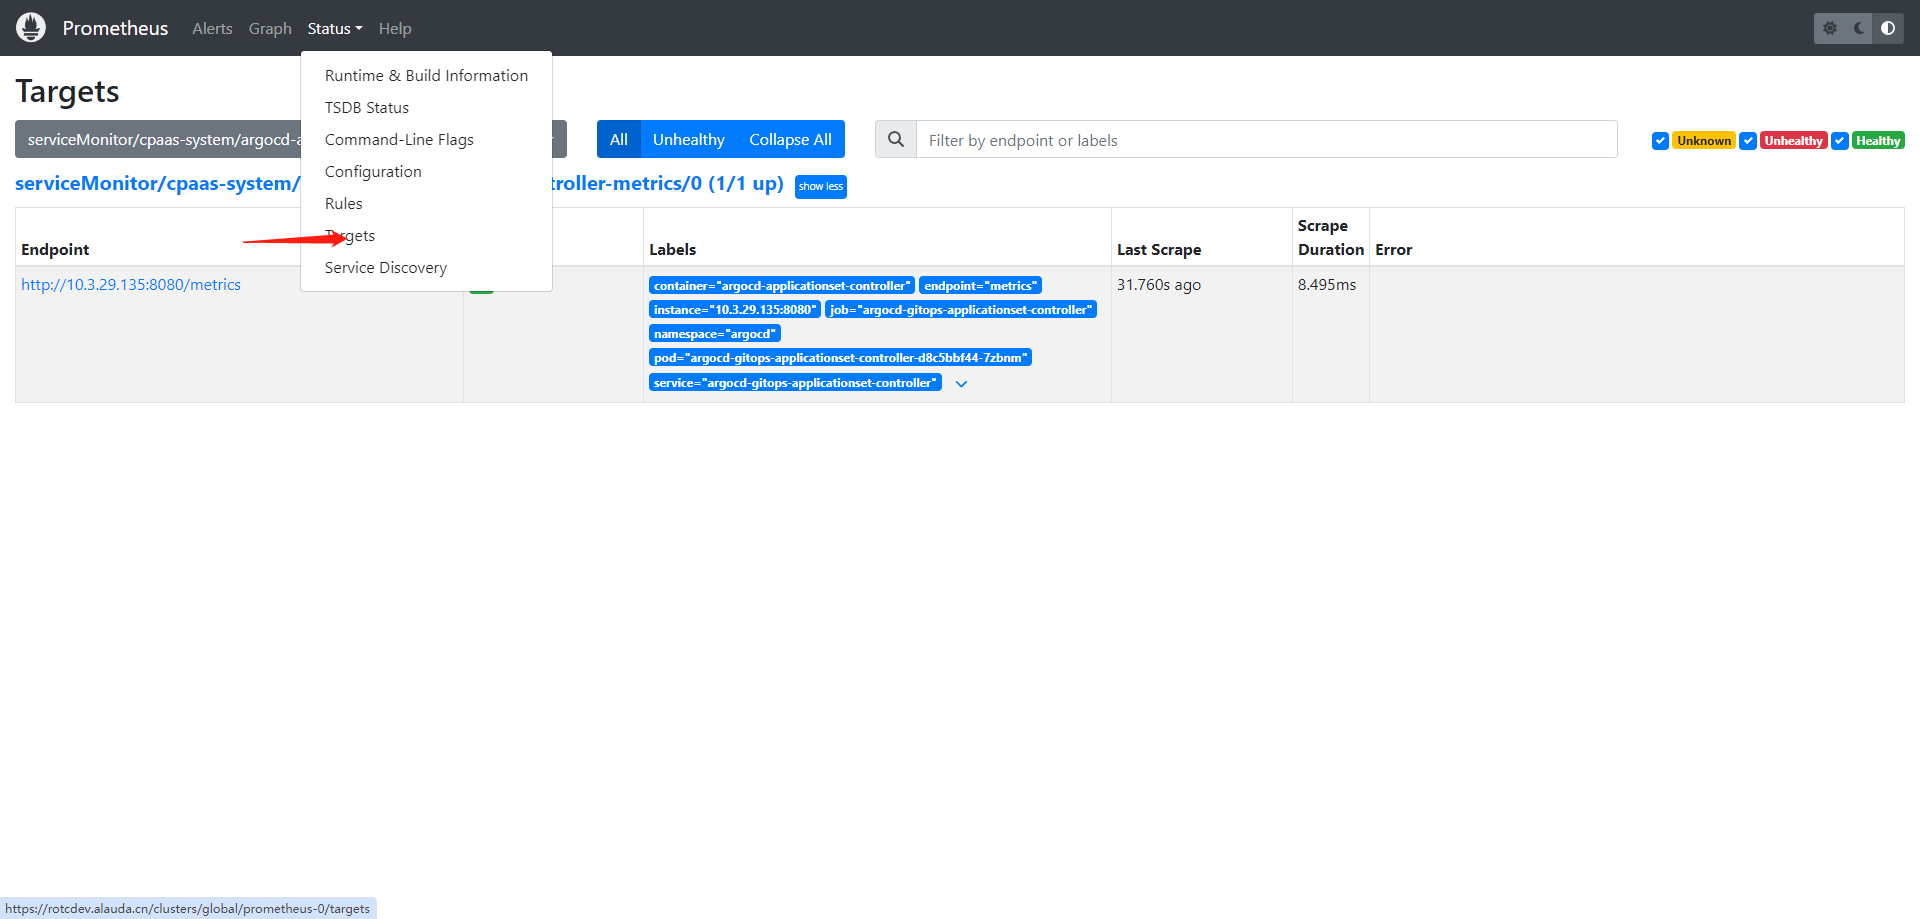 Prometheus Alerts Graph Status Help
Runtime & Build Information
TSDB Status
Command-Line Flags
Configuration
Rules
Targets
Service Discovery
Targets
serviceMonitor/cpaas-system/argocd-a
All Unhealthy Collapse All
Filter by endpoint or labels
Unknown Unhealthy Healthy
serviceMonitor/cpaas-system/ troller-metrics/0 (1/1 up) show less
Endpoint Labels Last Scrape Scrape Duration Error
http://10.3.29.135:8080/metrics
container="argocd-applicationset-controller" endpoint="metrics"
instance="10.3.29.135:8080" job="argocd-gitops-applicationset-controller"
namespace="argocd"
pod="argocd-gitops-applicationset-controller-d8c5bbf44-7zbnm"
service="argocd-gitops-applicationset-controller"
31.760s ago
8.495ms
https://rotcdev.alauda.cn/clusters/global/prometheus-0/targets